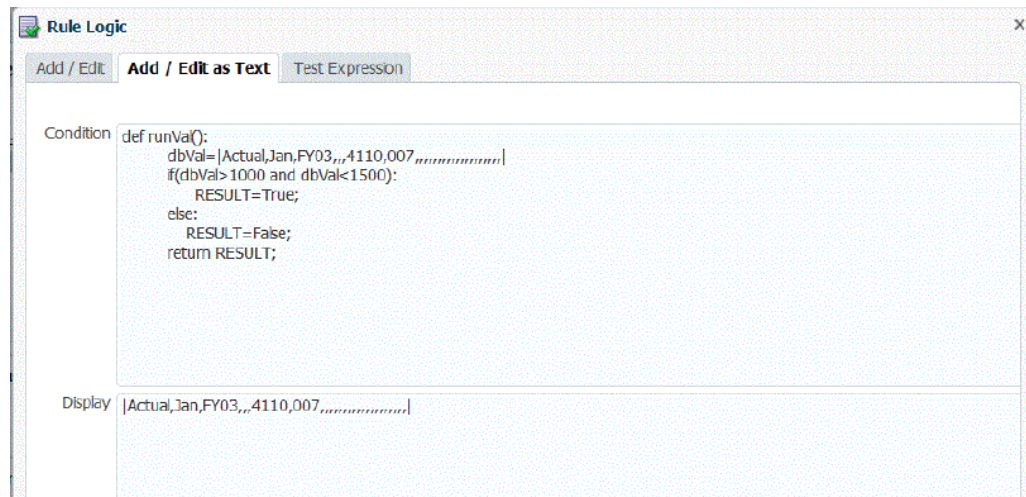 Rule Logic
Add / Edit Add / Edit as Text Test Expression
Condition
def runVal():
dbVal=|Actual,Jan,FY03,,,4110,007,,,,,,,,,,,,,,,,,,,,|
if(dbVal>1000 and dbVal<1500):
RESULT=True;
else:
RESULT=False;
return RESULT;
Display
|Actual,Jan,FY03,,,4110,007,,,,,,,,,,,,,,,,,,,,|